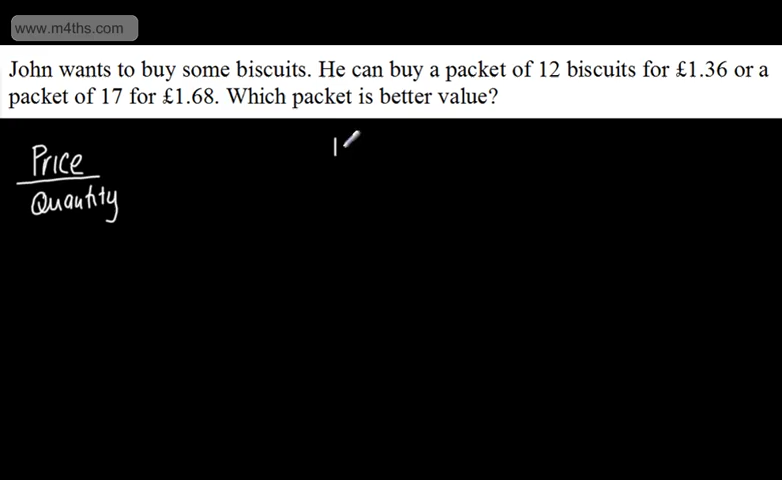 www.m4ths.com
John wants to buy some biscuits. He can buy a packet of 12 biscuits for £1.36 or a
packet of 17 for £1.68. Which packet is better value?
Price
Quantity
1